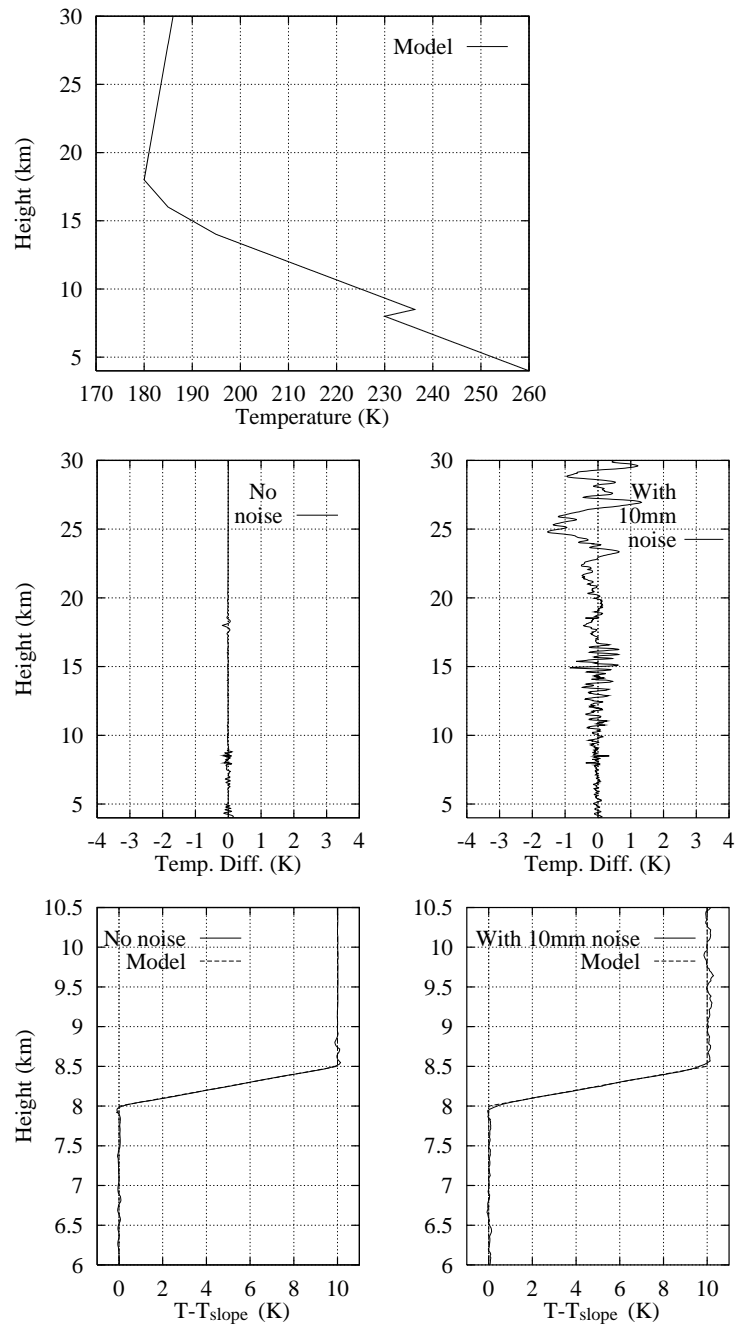 30
25
20
15
10
5
Height (km)
Model
170 180 190 200 210 220 230 240 250 260
Temperature (K)
30
25
20
15
10
5
Height (km)
No
noise
-4 -3 -2 -1 0 1 2 3 4
Temp. Diff. (K)
30
25
20
15
10
5
With
10mm
noise
-4 -3 -2 -1 0 1 2 3 4
Temp. Diff. (K)
10.5
10
9.5
9
8.5
8
7.5
7
6.5
6
Height (km)
No noise
Model
0 2 4 6 8 10
T-Tslope (K)
10.5
10
9.5
9
8.5
8
7.5
7
6.5
6
With 10mm noise
Model
0 2 4 6 8 10
T-Tslope (K)